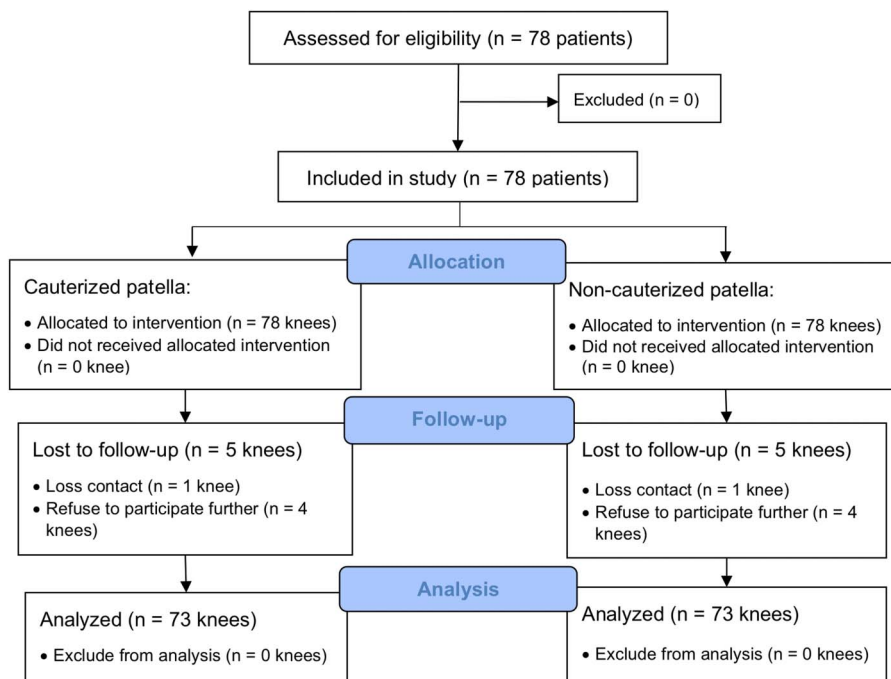 Assessed for eligibility (n = 78 patients)
Excluded (n = 0)
Included in study (n = 78 patients)
Allocation
Cauterized patella:
• Allocated to intervention (n = 78 knees)
• Did not received allocated intervention
(n = 0 knee)
Non-cauterized patella:
• Allocated to intervention (n = 78 knees)
• Did not received allocated intervention
(n = 0 knee)
Follow-up
Lost to follow-up (n = 5 knees)
• Loss contact (n = 1 knee)
• Refuse to participate further (n = 4
knees)
Lost to follow-up (n = 5 knees)
• Loss contact (n = 1 knee)
• Refuse to participate further (n = 4
knees)
Analysis
Analyzed (n = 73 knees)
• Exclude from analysis (n = 0 knees)
Analyzed (n = 73 knees)
• Exclude from analysis (n = 0 knees)